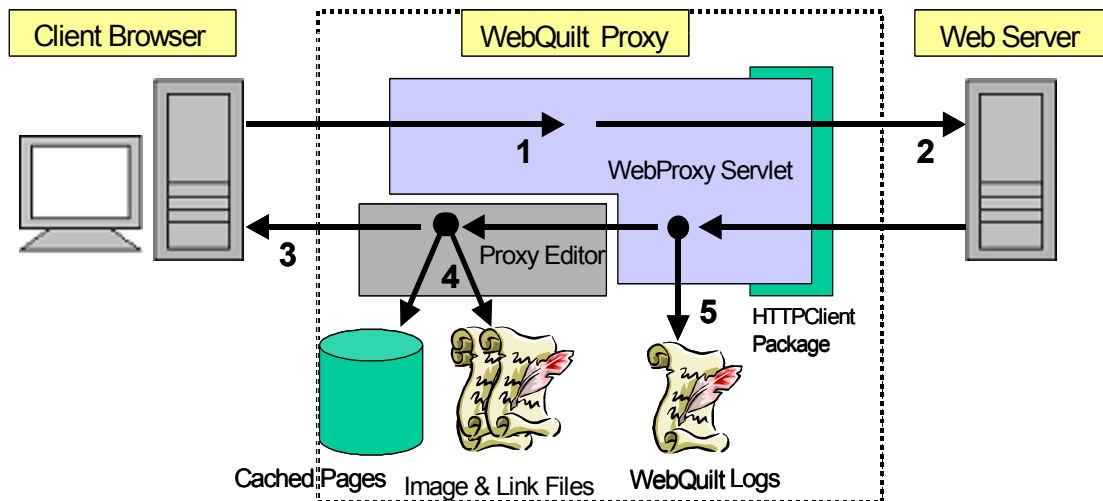 Client Browser
WebQuilt Proxy
Web Server
1
2
WebProxy Servlet
3
Proxy Editor
4
5
HTTPClient
Package
Cached Pages
Image & Link Files
WebQuilt Logs